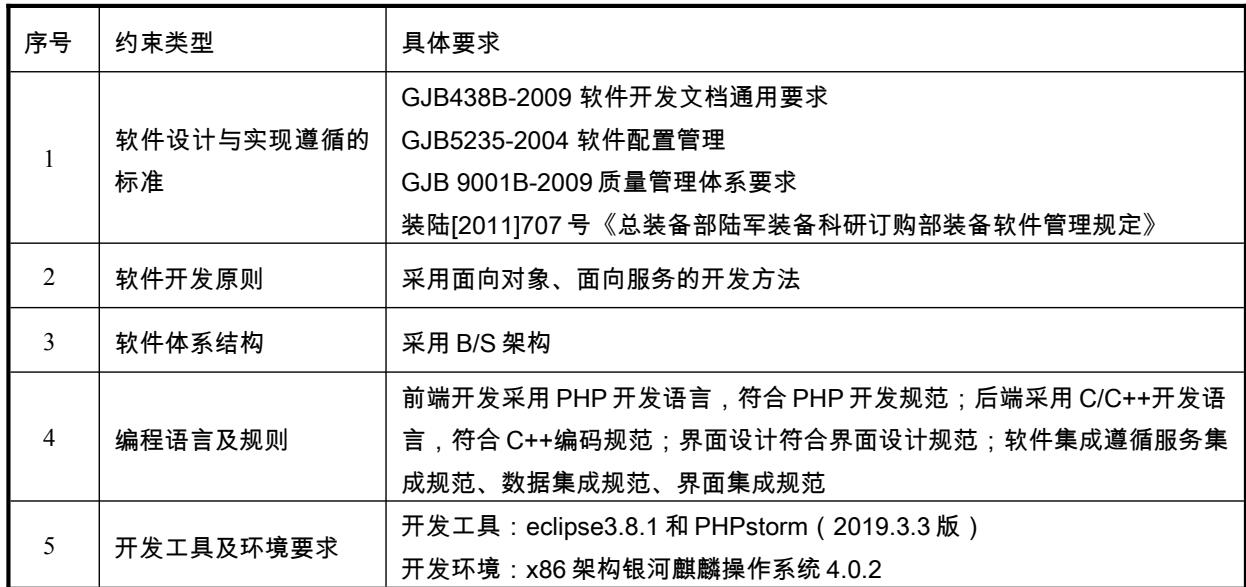 序号 约束类型 具体要求
1 软件设计与实现遵循的标准 GJB438B-2009 软件开发文档通用要求
GJB5235-2004 软件配置管理
GJB 9001B-2009 质量管理体系要求
装陆[2011]707 号《总装备部陆军装备科研订购部装备软件管理规定》
2 软件开发原则 采用面向对象、面向服务的开发方法
3 软件体系结构 采用 B/S 架构
4 编程语言及规则 前端开发采用 PHP 开发语言，符合 PHP 开发规范；后端采用 C/C++开发语
言，符合 C++编码规范；界面设计符合界面设计规范；软件集成遵循服务集
成规范、数据集成规范、界面集成规范
5 开发工具及环境要求 开发工具：eclipse3.8.1 和 PHPstorm（2019.3.3 版）
开发环境：x86 架构银河麒麟操作系统 4.0.2